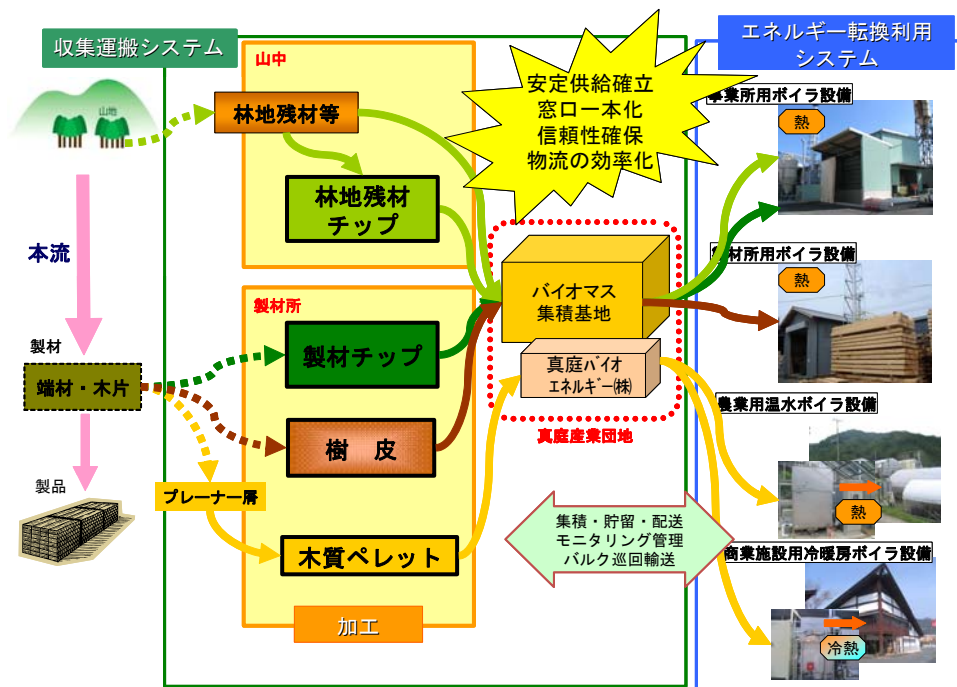 収集運搬システム
エネルギー転換利用
システム
山中
山地
林地残材等
林地残材
チップ
安定供給確立
窓口一本化
信頼性確保
物流の効率化
事業所用ボイラ設備
熱
本流
製材
端材・木片
製品
製材所
製材チップ
樹 皮
プレーナー屑
木質ペレット
加工
バイオマス
集積基地
真庭バイオ
エネルギー㈱
真庭産業団地
集積・貯留・配送
モニタリング管理
バルク巡回輸送
製材所用ボイラ設備
熱
農業用温水ボイラ設備
熱
商業施設用冷暖房ボイラ設備
冷熱